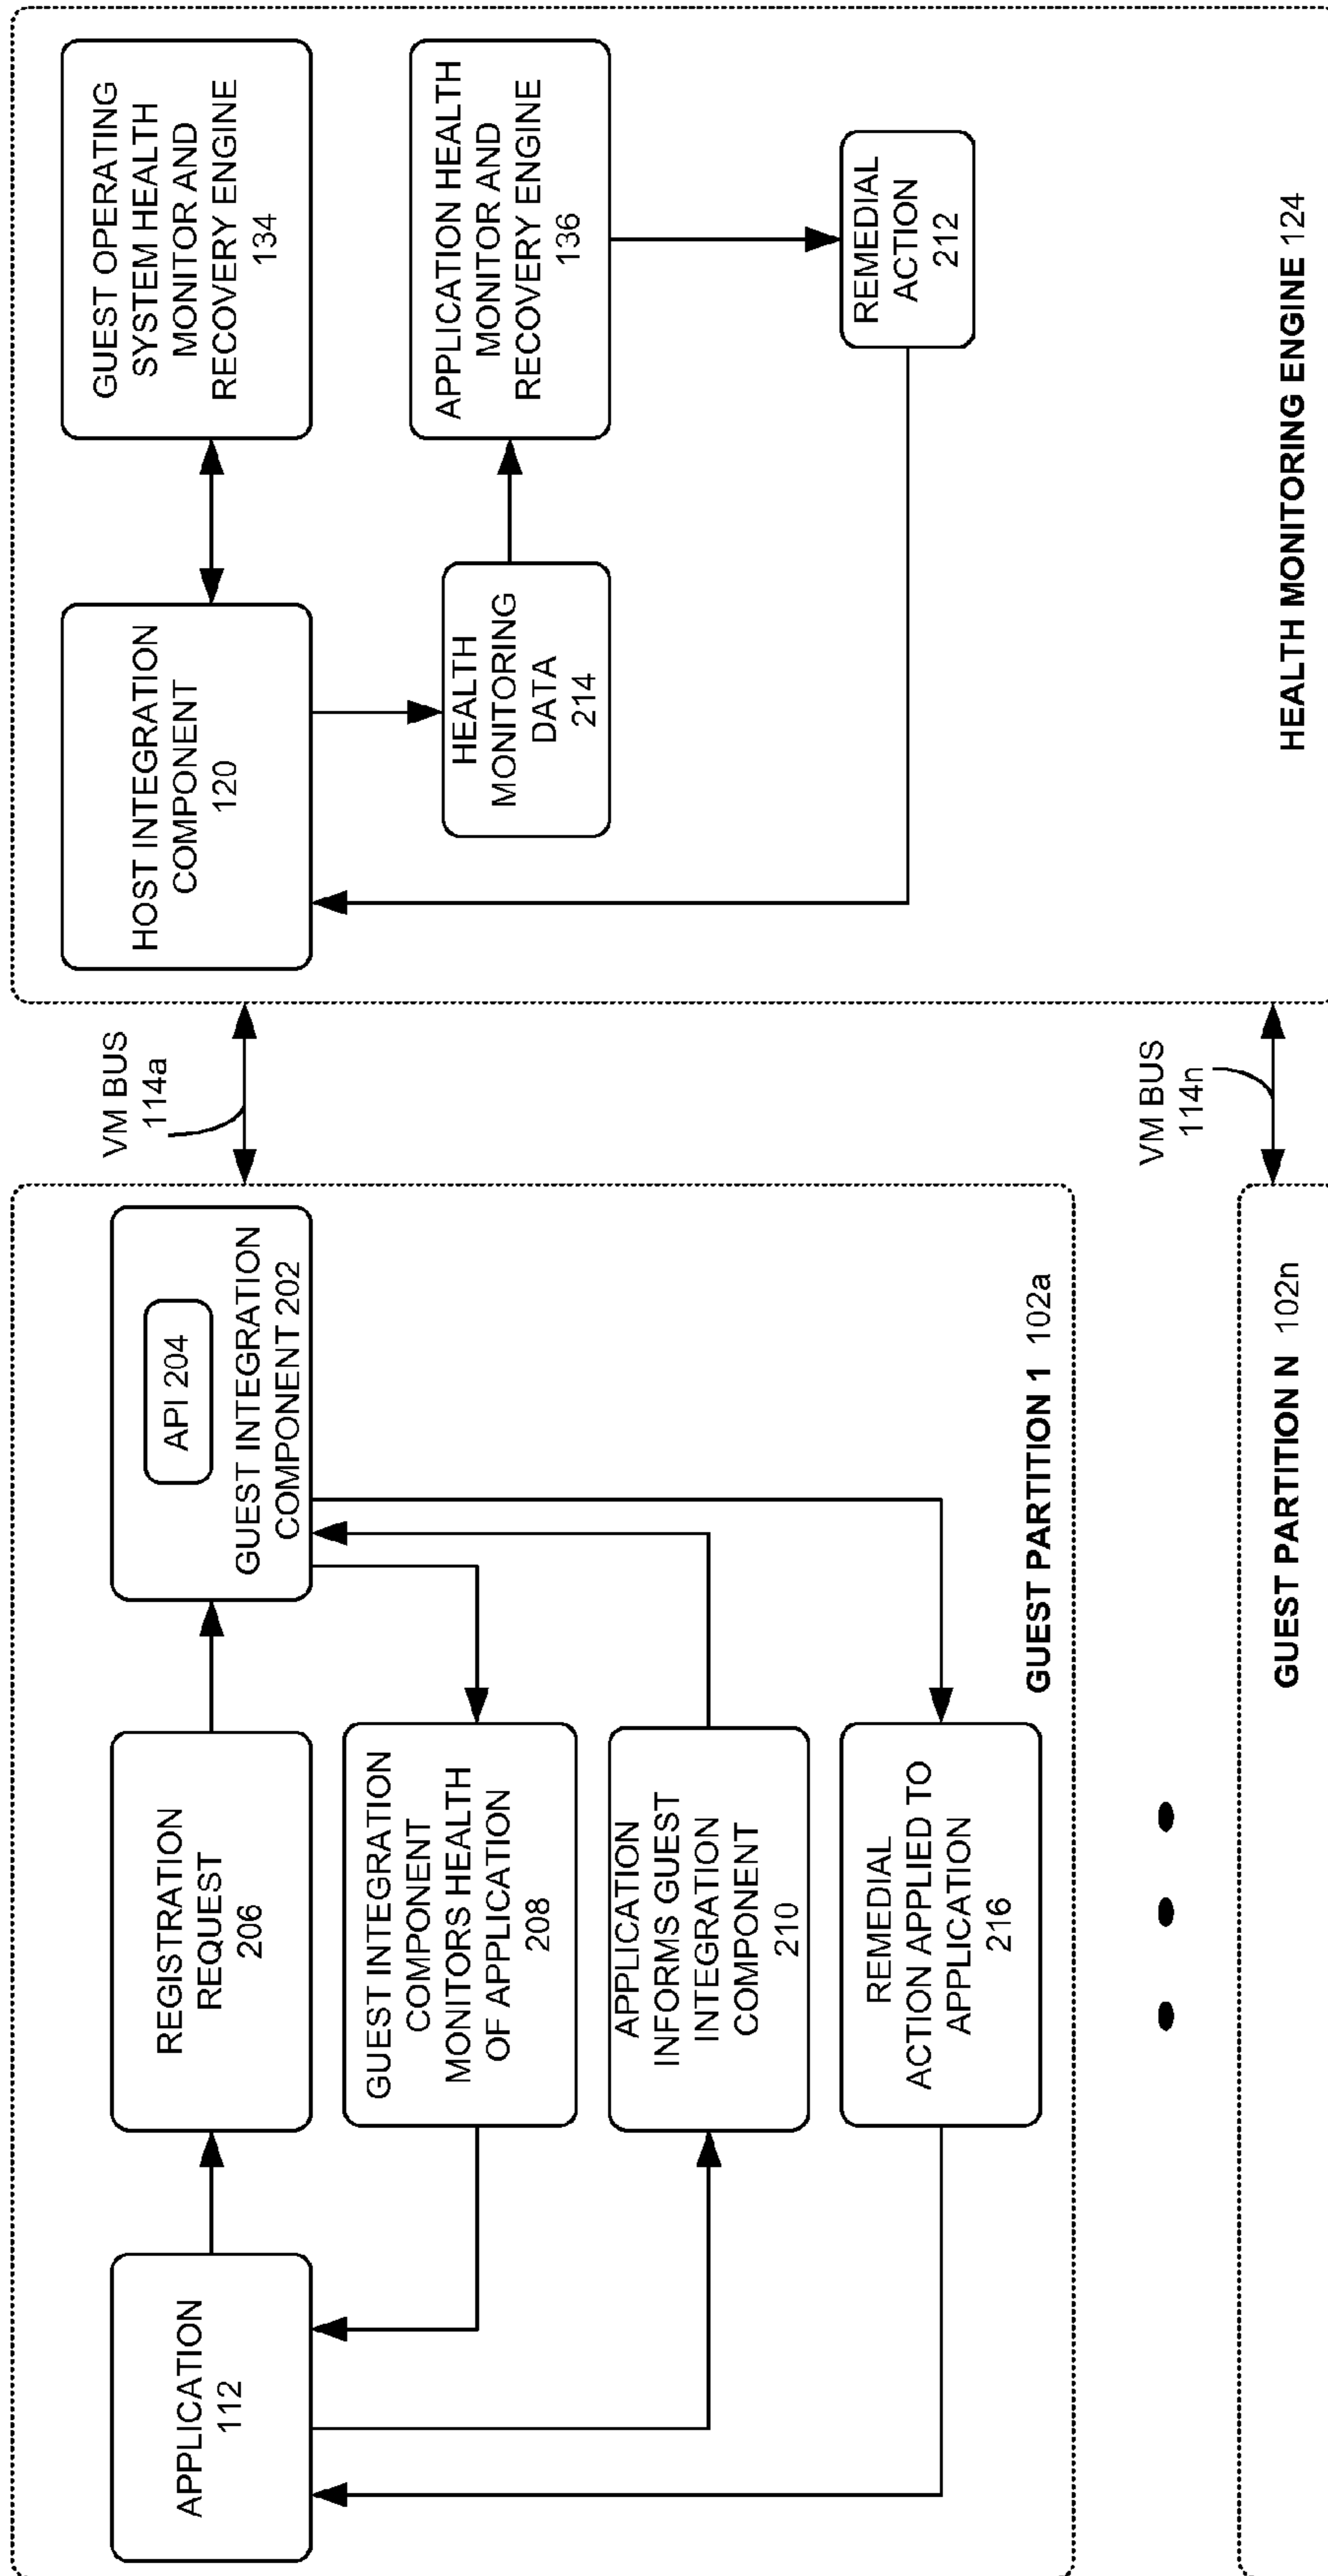 APPLICATION
112
REGISTRATION
REQUEST
206
API 204
GUEST INTEGRATION
COMPONENT 202
GUEST INTEGRATION
COMPONENT
MONITORS HEALTH
OF APPLICATION
208
APPLICATION
INFORMS GUEST
INTEGRATION
COMPONENT
210
REMEDIAL
ACTION APPLIED TO
APPLICATION
216
GUEST PARTITION 1 102a
VM BUS
114a
HOST INTEGRATION
COMPONENT
120
GUEST OPERATING
SYSTEM HEALTH
MONITOR AND
RECOVERY ENGINE
134
HEALTH
MONITORING
DATA
214
APPLICATION HEALTH
MONITOR AND
RECOVERY ENGINE
136
REMEDIAL
ACTION
212
HEALTH MONITORING ENGINE 124
VM BUS
114n
GUEST PARTITION N 102n